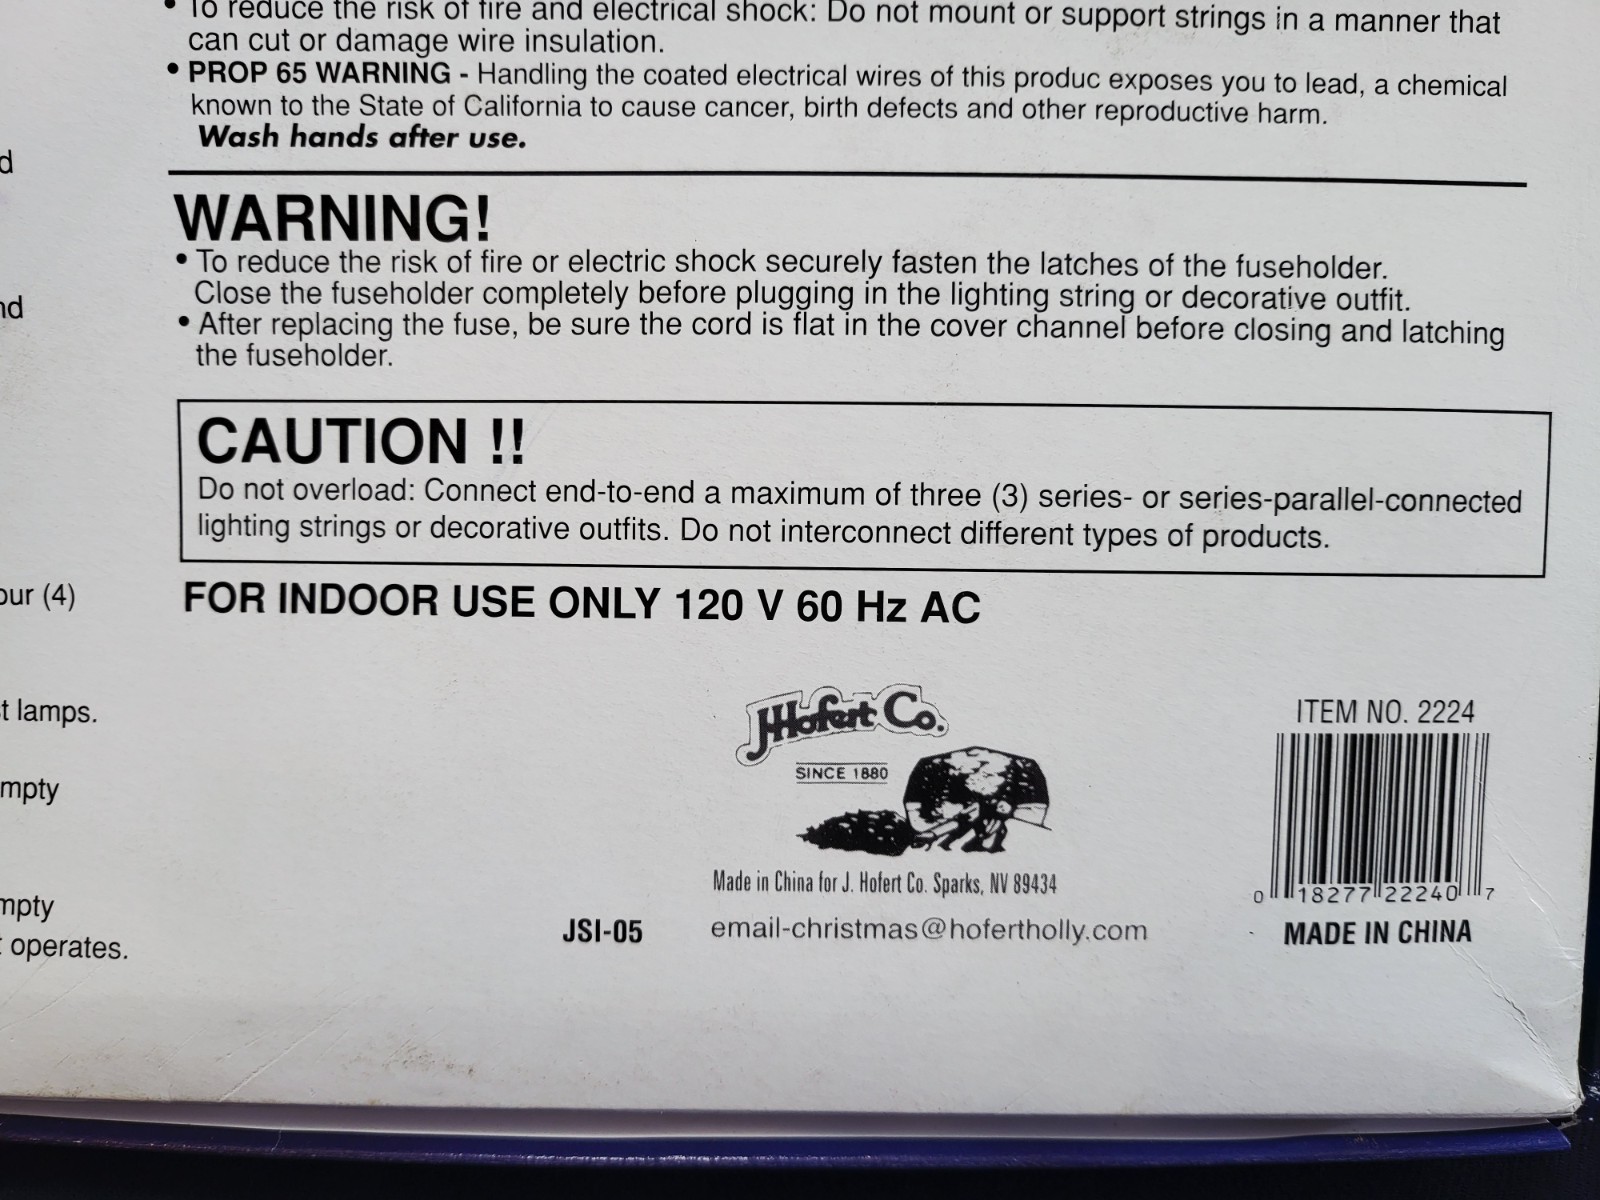 • To reduce the risk of fire and electrical shock: Do not mount or support strings in a manner that
can cut or damage wire insulation.
• PROP 65 WARNING - Handling the coated electrical wires of this produc exposes you to lead, a chemical
known to the State of California to cause cancer, birth defects and other reproductive harm.
Wash hands after use.
WARNING!
• To reduce the risk of fire or electric shock securely fasten the latches of the fuseholder.
Close the fuseholder completely before plugging in the lighting string or decorative outfit.
• After replacing the fuse, be sure the cord is flat in the cover channel before closing and latching
the fuseholder.
CAUTION !!
Do not overload: Connect end-to-end a maximum of three (3) series- or series-parallel-connected
lighting strings or decorative outfits. Do not interconnect different types of products.
FOR INDOOR USE ONLY 120 V 60 Hz AC
(4)
lamps.
operates.
J Hofert Co.
SINCE 1880
Made in China for J. Hofert Co. Sparks, NV 89434
JSI-05 email-christmas@hofertholly.com
ITEM NO. 2224
0 18277 22240 7
MADE IN CHINA